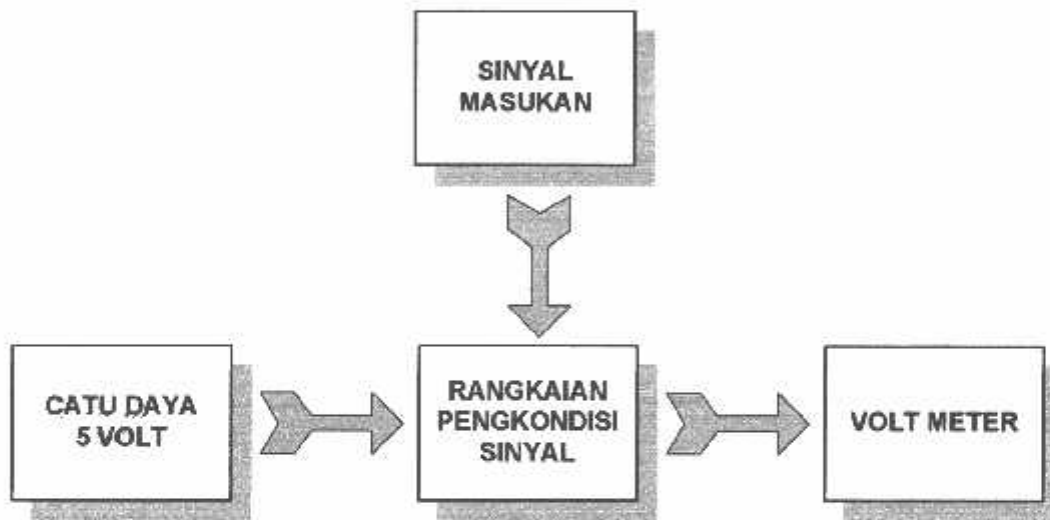 SINYAL
MASUKAN
CATU DAYA
5 VOLT
RANGKAIAN
PENGKONDISI
SINYAL
VOLT METER